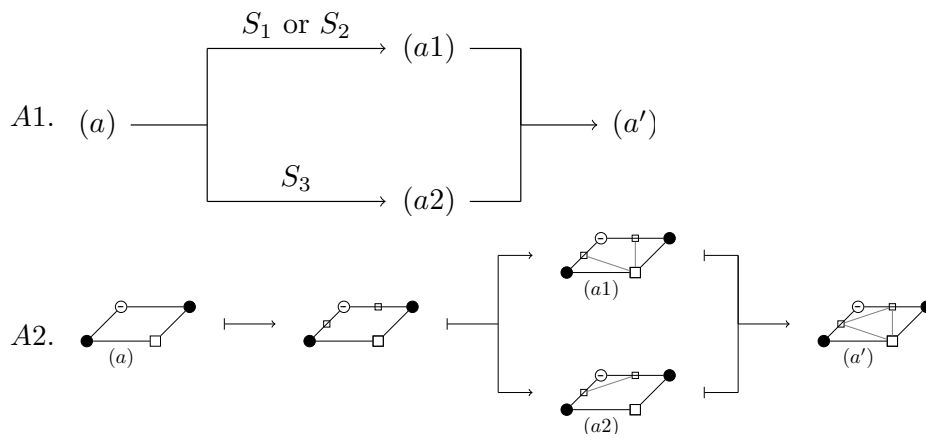 S₁ or S₂
(a1)
A1. (a) (a′)
S₃
(a2)
(a1)
A2. (a) (a′)
(a2)